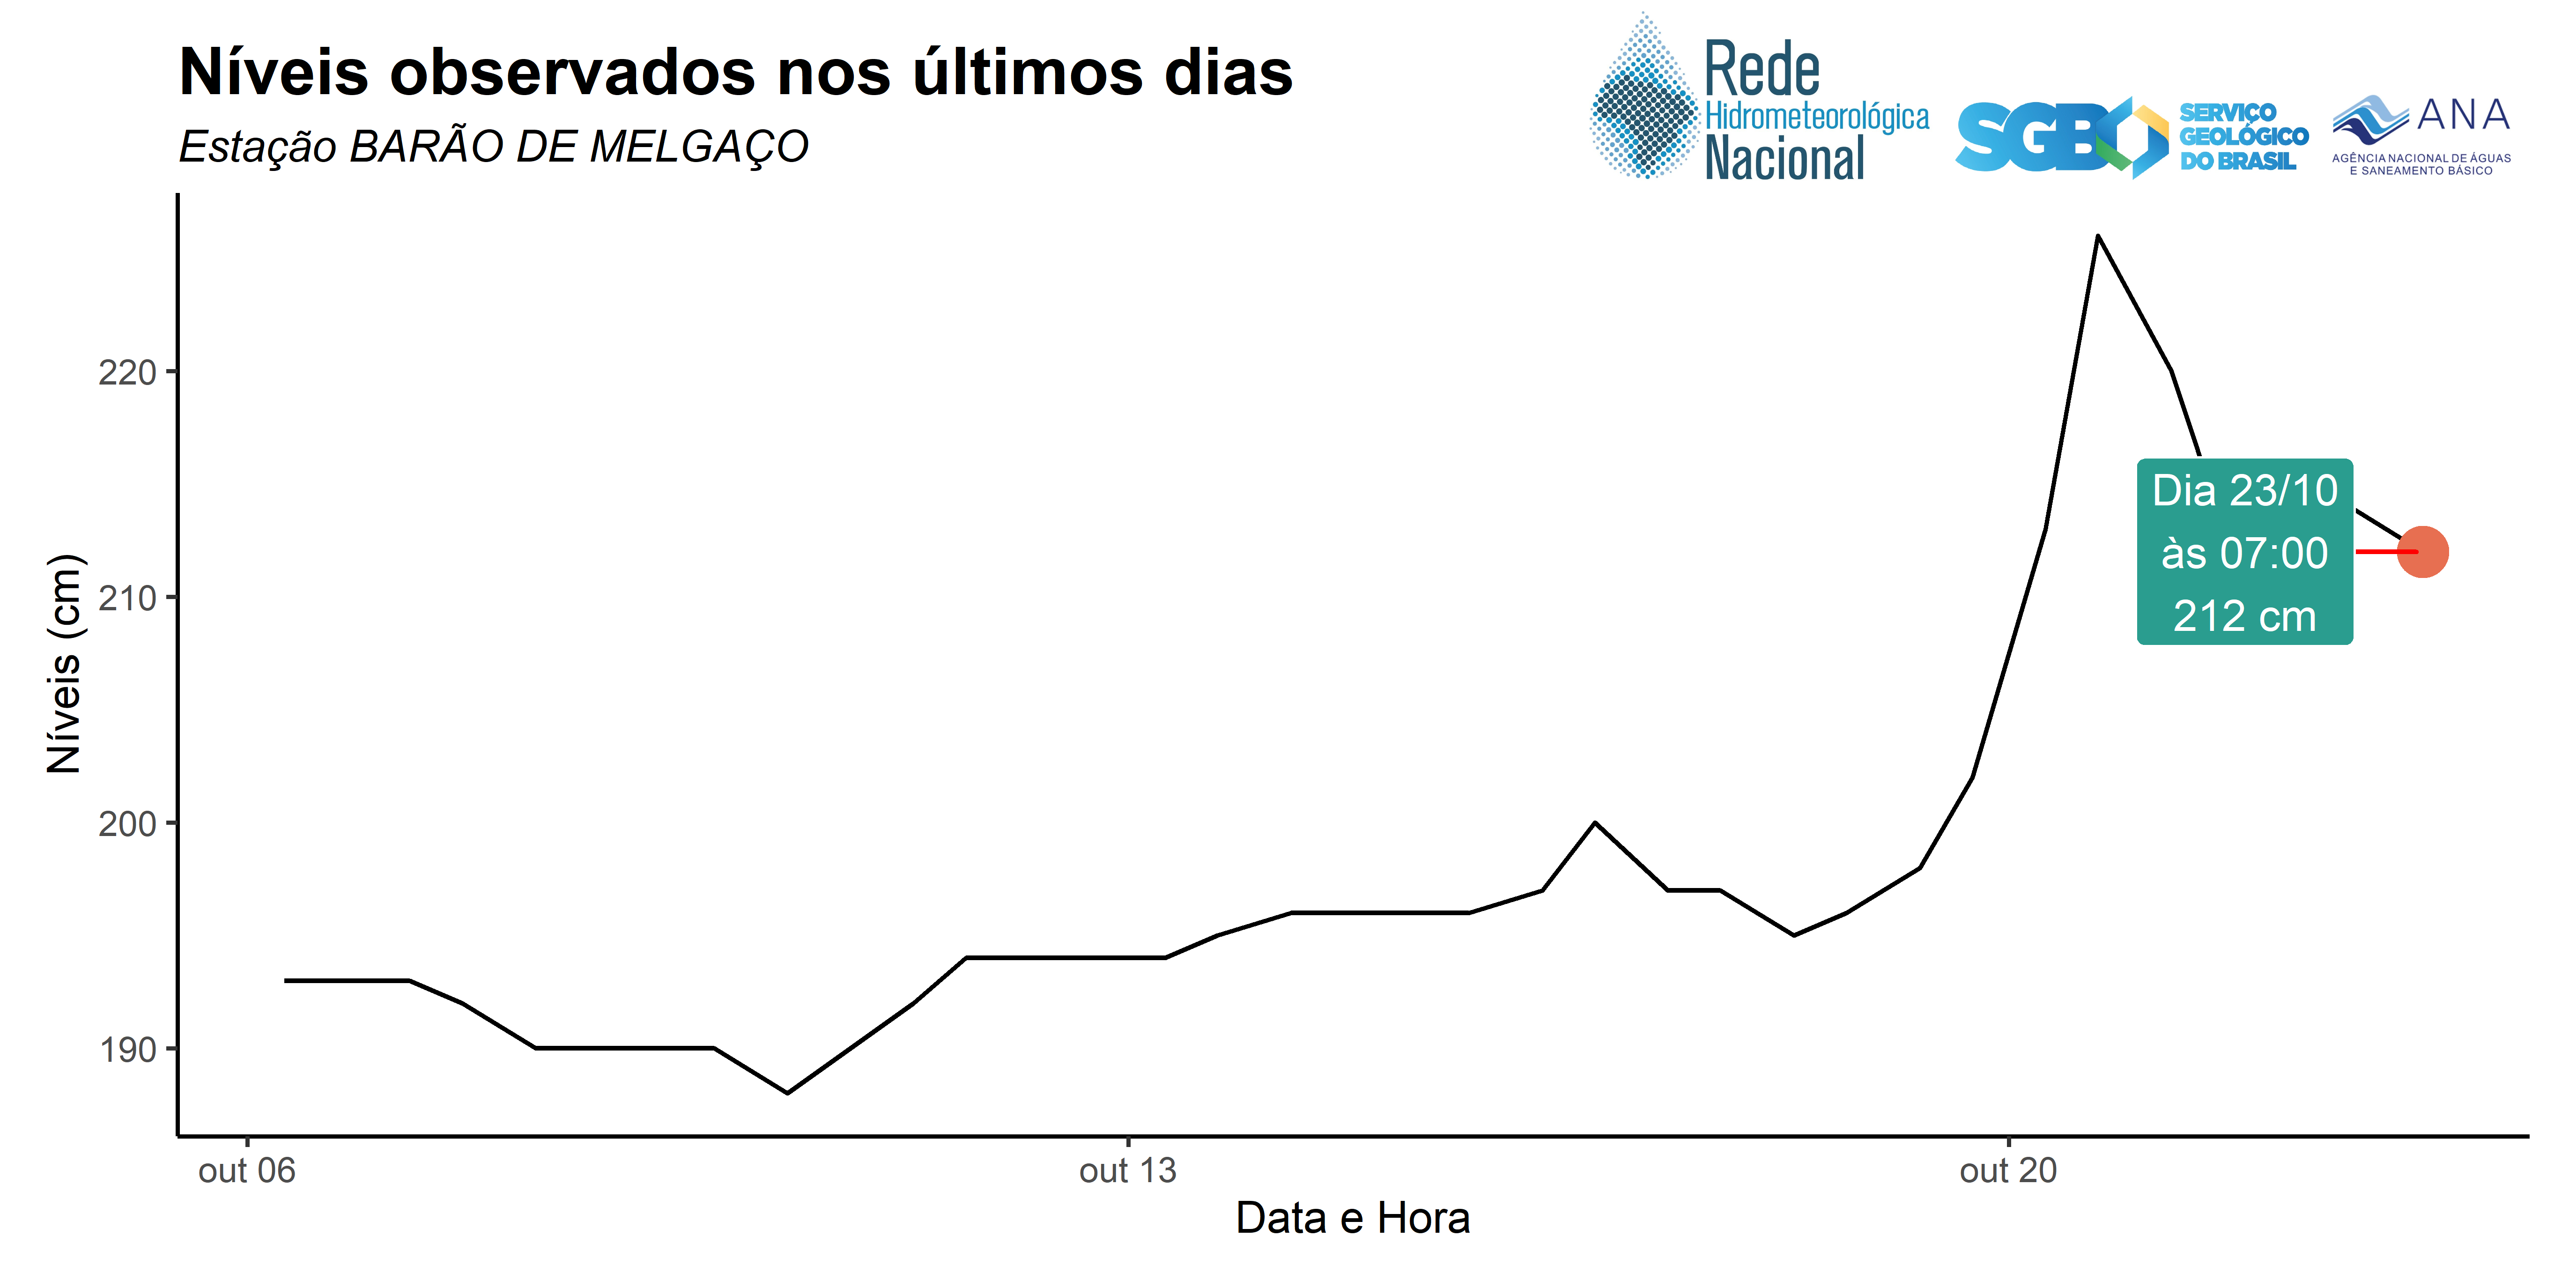 Níveis observados nos últimos dias
Estação BARÃO DE MELGAÇO
Rede
Hidrometeorológica
Nacional
SGB
SERVIÇO
GEOLÓGICO
DO BRASIL
ANA
AGÊNCIA NACIONAL DE ÁGUAS
E SANEAMENTO BÁSICO
Níveis (cm)
220
210
200
190
Dia 23/10
às 07:00
212 cm
out 06
out 13
out 20
Data e Hora